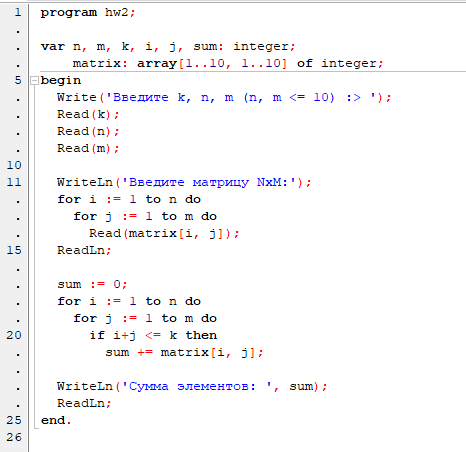 1 program hw2;
.
. var n, m, k, i, j, sum: integer;
. matrix: array[1..10, 1..10] of integer;
5 begin
. Write('Введите k, n, m (n, m <= 10) :> ');
. Read(k);
. Read(n);
. Read(m);
10
11 WriteLn('Введите матрицу NxM:');
. for i := 1 to n do
. for j := 1 to m do
. Read(matrix[i, j]);
15 ReadLn;
.
. sum := 0;
. for i := 1 to n do
. for j := 1 to m do
20 if i+j <= k then
. sum += matrix[i, j];
.
. WriteLn('Сумма элементов: ', sum);
. ReadLn;
25 end.
26